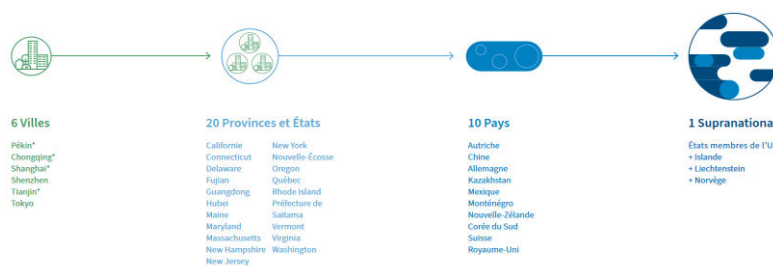 6 Villes
Pékin*
Chongqing*
Shanghai*
Shenzhen
Tianjin*
Tokyo
20 Provinces et États
Californie
Connecticut
Delaware
Fujian
Guangdong
Hubei
Maine
Maryland
Massachusetts
New Hampshire
New Jersey
New York
Nouvelle-Écosse
Oregon
Québec
Rhode Island
Préfecture de
Saitama
Vermont
Virginia
Washington
10 Pays
Autriche
Chine
Allemagne
Kazakhstan
Mexique
Monténégro
Nouvelle-Zélande
Corée du Sud
Suisse
Royaume-Uni
1 Supranationa
États membres de l'U
+ Islande
+ Liechtenstein
+ Norvège